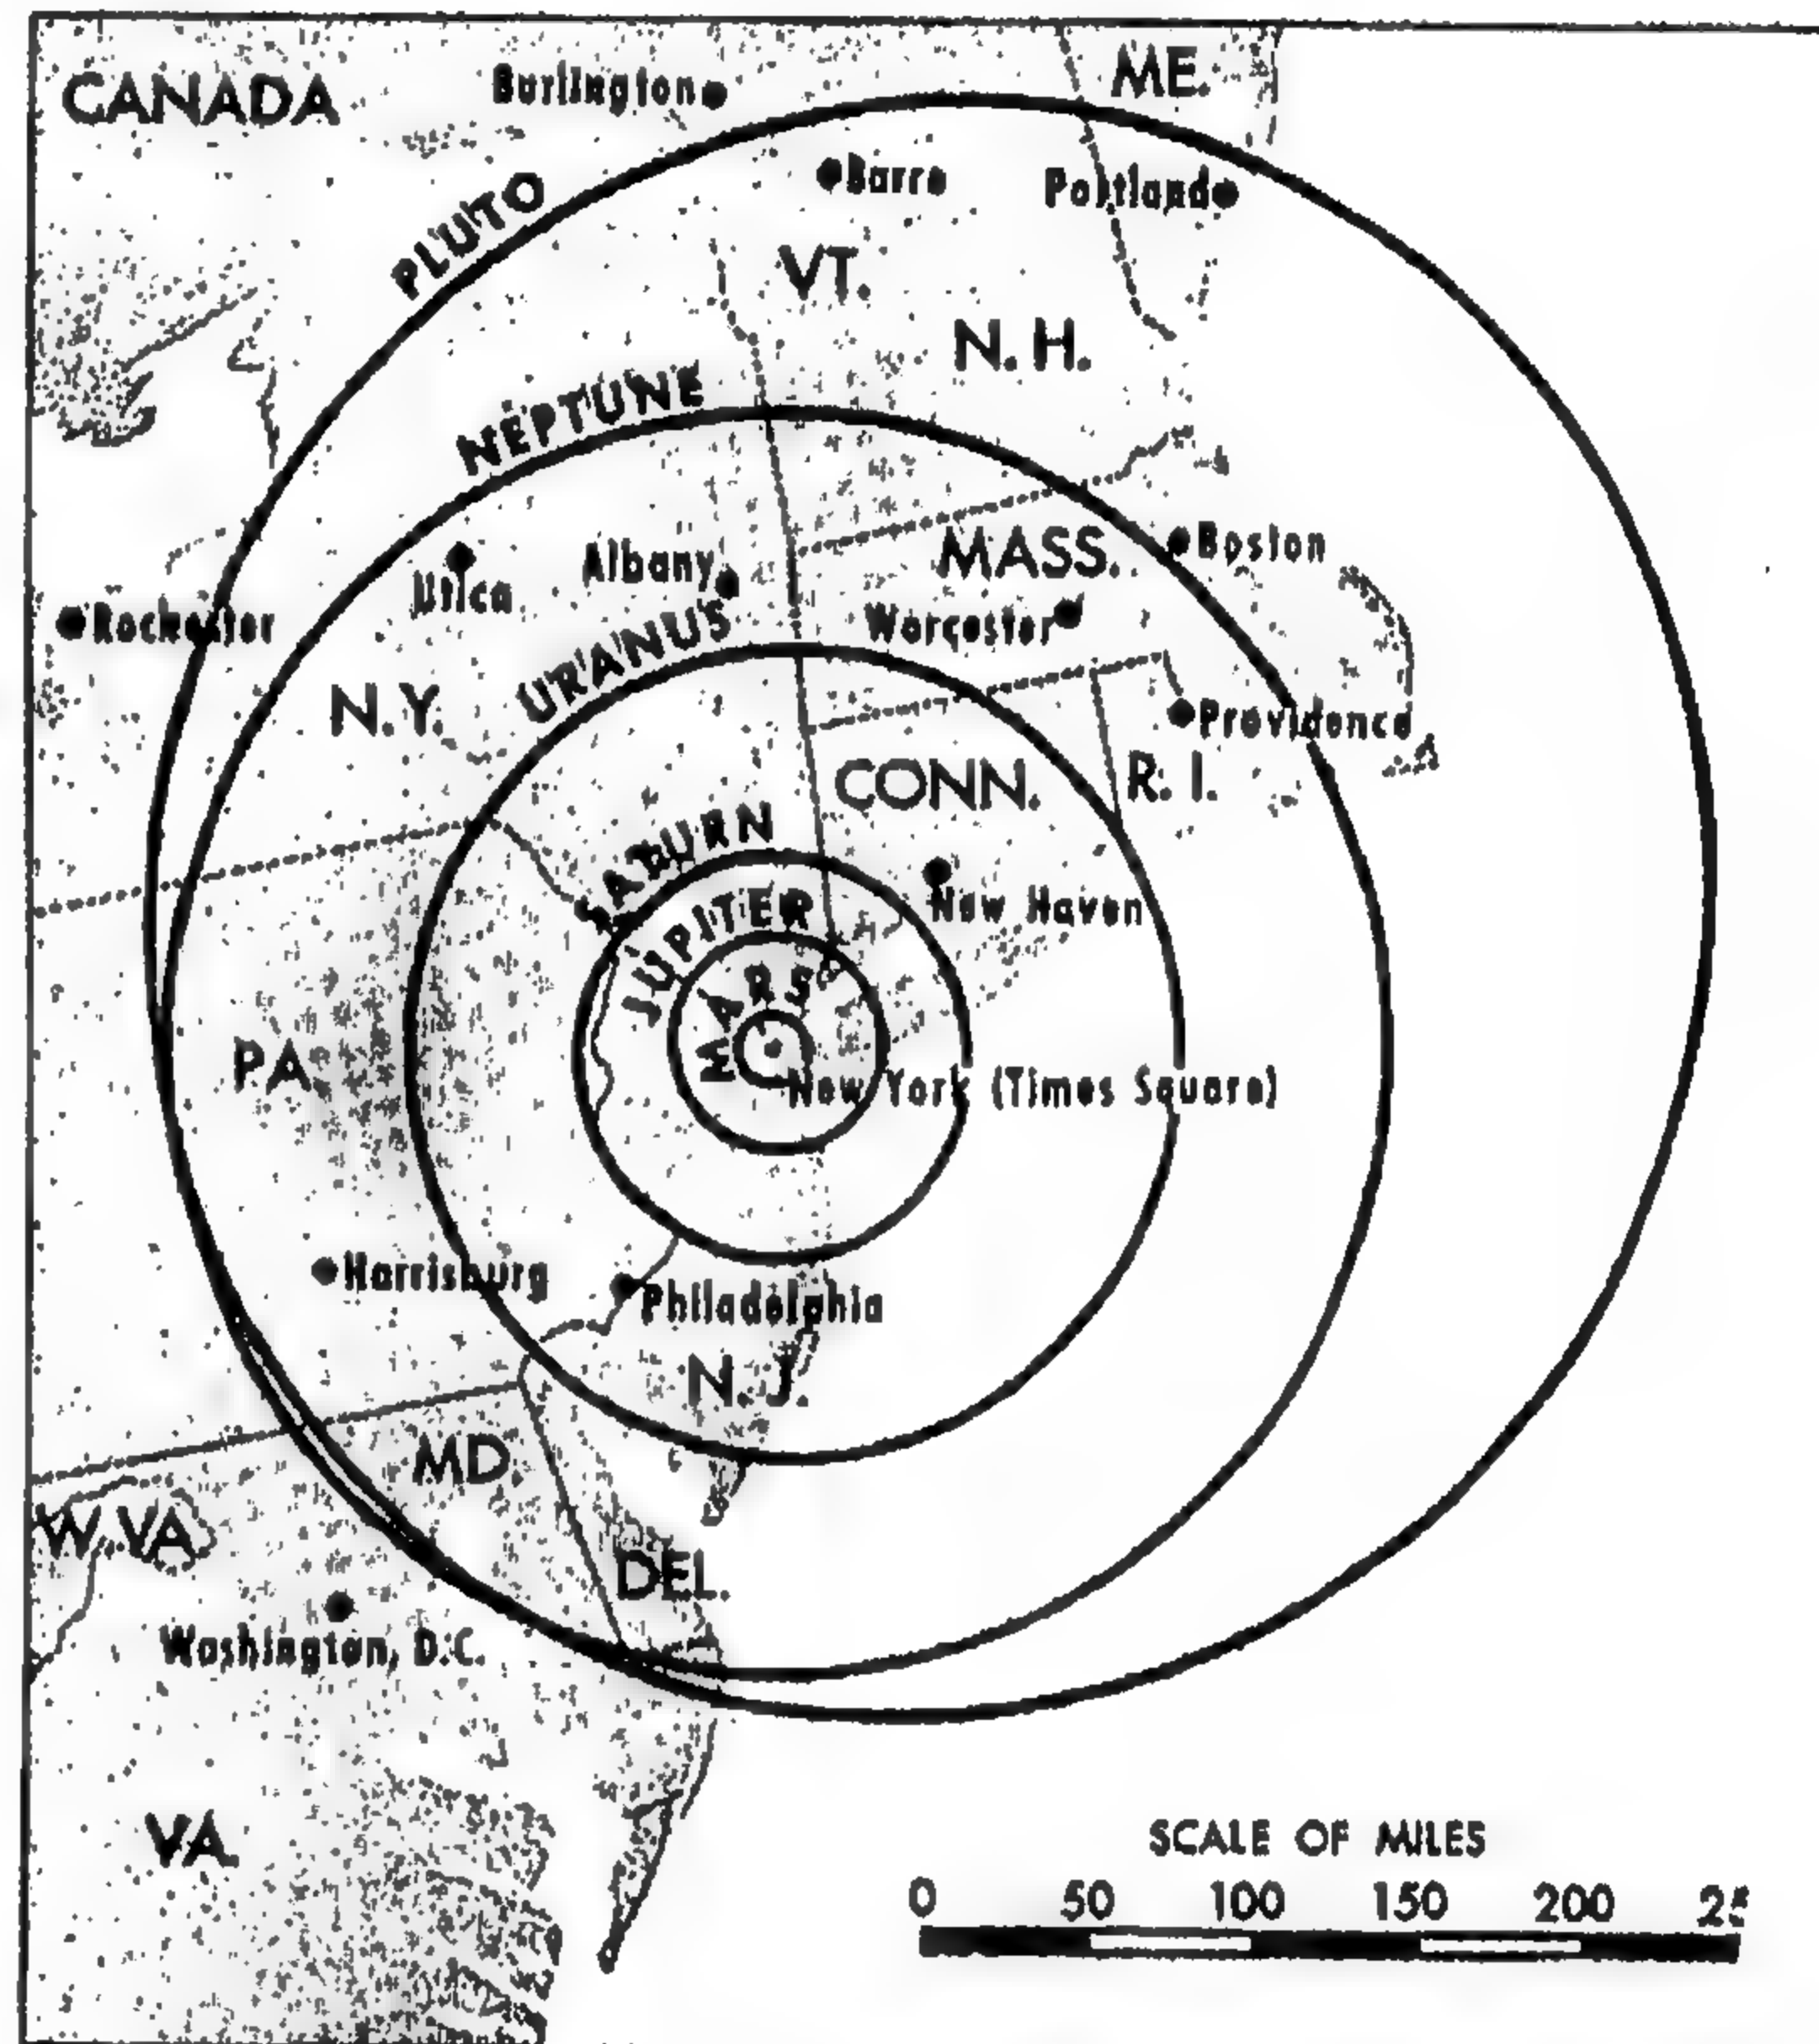 CANADA
Burlington
ME.
Barre
Portland
PLUTO
VT.
N. H.
NEPTUNE
MASS.
Boston
Albany
Utica
Rochester
Worcester
URANUS
N.Y.
Providence
CONN.
R. I.
SATURN
New Haven
JUPITER
MARS
PA.
New York (Times Square)
Harrisburg
Philadelphia
N. J.
MD.
W. VA.
DEL.
Washington, D.C.
VA.
SCALE OF MILES
0 50 100 150 200 25